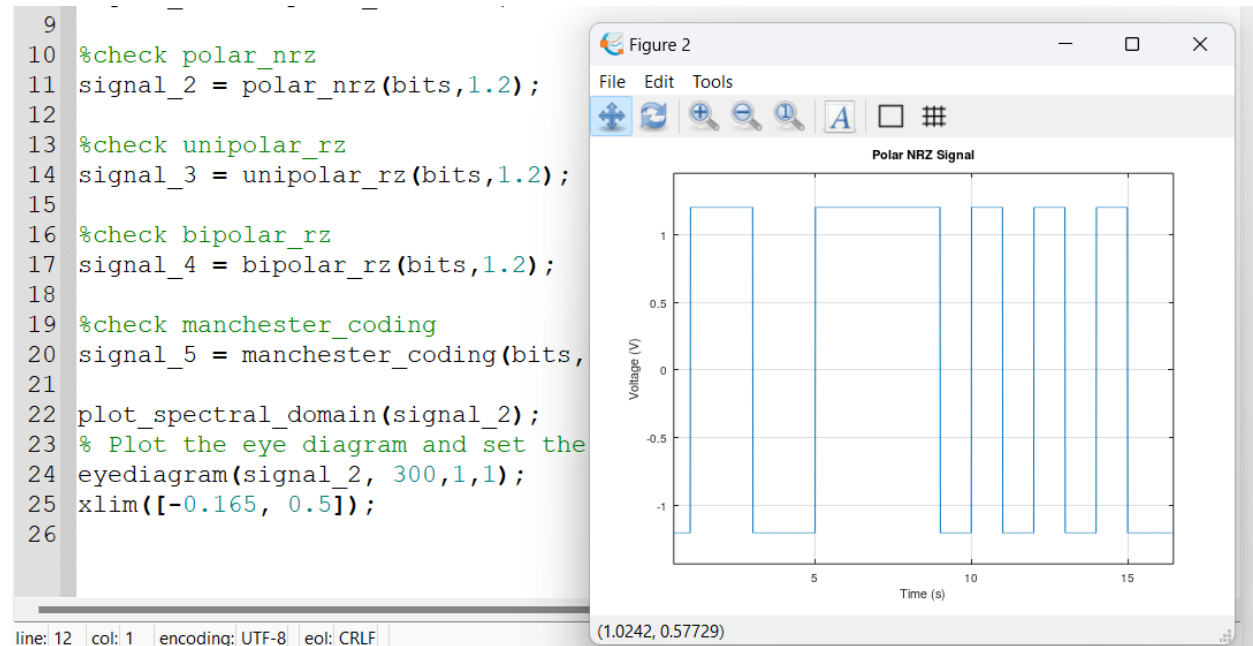 9
10 %check polar_nrz
11 signal_2 = polar_nrz(bits,1.2);
12
13 %check unipolar_rz
14 signal_3 = unipolar_rz(bits,1.2);
15
16 %check bipolar_rz
17 signal_4 = bipolar_rz(bits,1.2);
18
19 %check manchester_coding
20 signal_5 = manchester_coding(bits,
21
22 plot_spectral_domain(signal_2);
23 % Plot the eye diagram and set the
24 eyediagram(signal_2, 300,1,1);
25 xlim([-0.165, 0.5]);
26
line: 12 col: 1 encoding: UTF-8 eol: CRLF
Figure 2
File Edit Tools
A
Polar NRZ Signal
1
0.5
0
-0.5
-1
Voltage (V)
5 10 15
Time (s)
(1.0242, 0.57729)